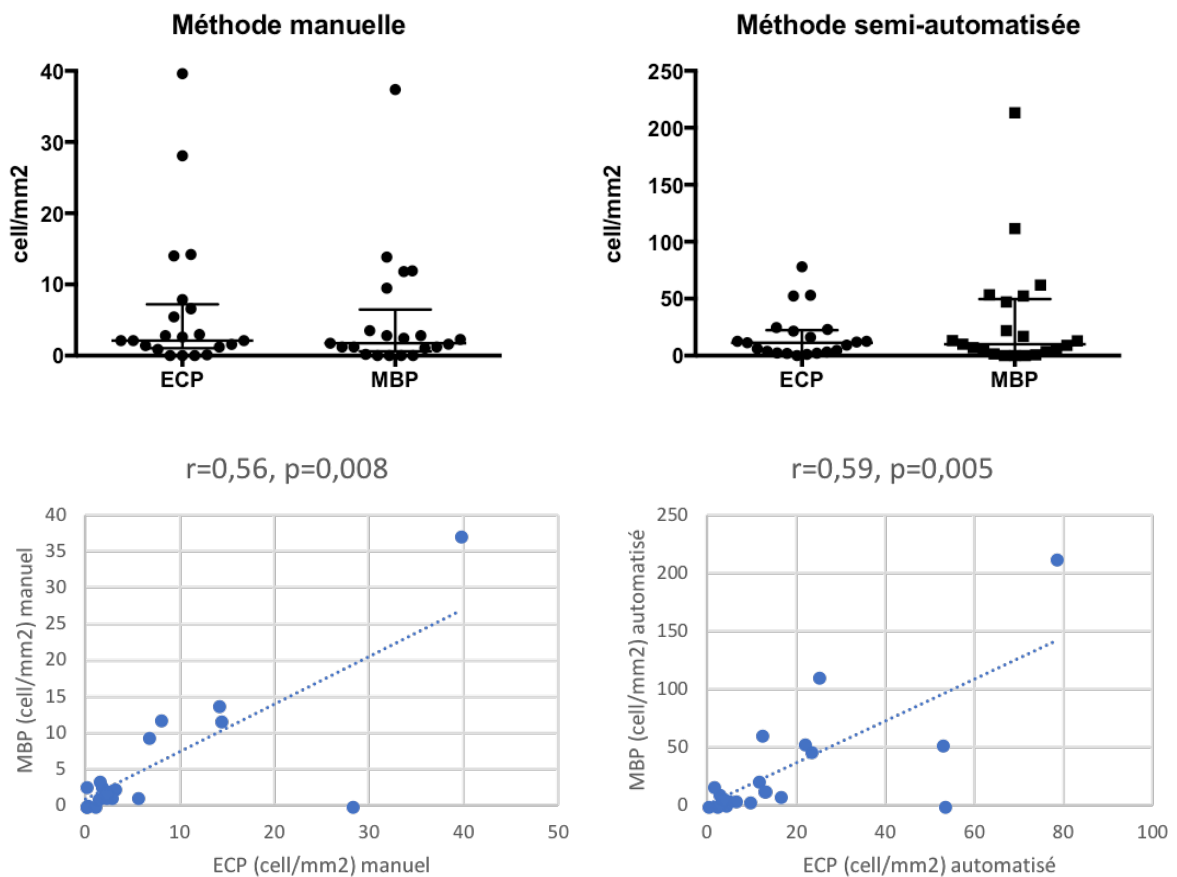 Méthode manuelle
40
30
20
10
0
cell/mm2
ECP
MBP
Méthode semi-automatisée
250
200
150
100
50
0
cell/mm2
ECP
MBP
r=0,56, p=0,008
40
35
30
25
20
15
10
5
0
MBP (cell/mm2) manuel
0 10 20 30 40 50
ECP (cell/mm2) manuel
r=0,59, p=0,005
250
200
150
100
50
0
MBP (cell/mm2) automatisé
0 20 40 60 80 100
ECP (cell/mm2) automatisé